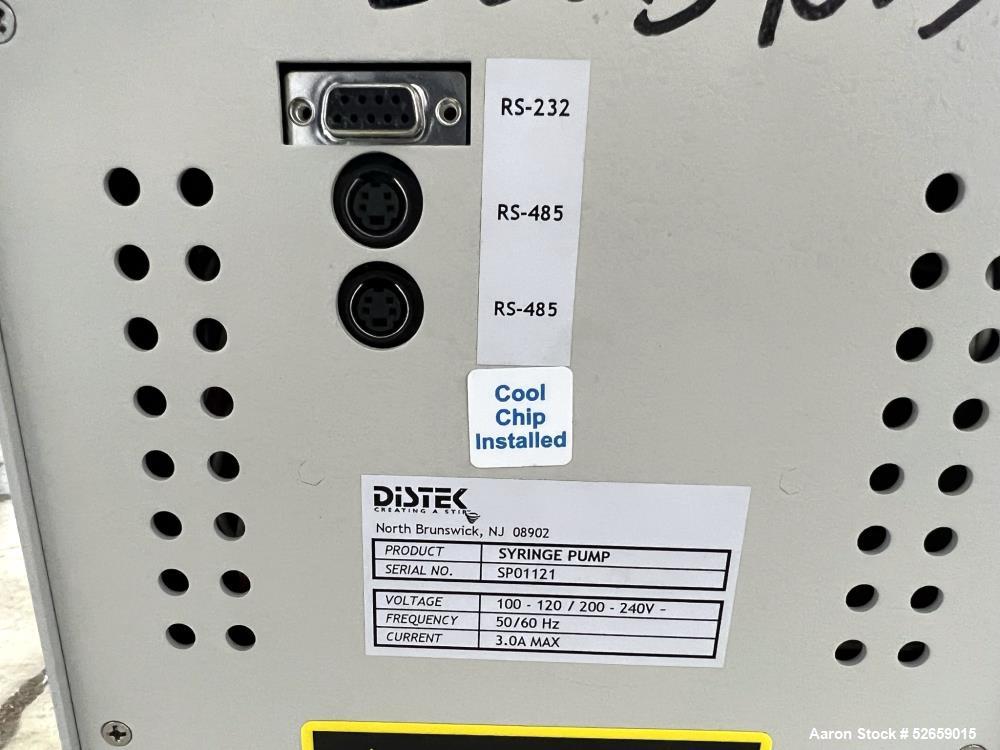 RS-232
RS-485
RS-485
Cool
Chip
Installed
DiSTEK
CREATING A STIR
North Brunswick, NJ 08902
PRODUCT SYRINGE PUMP
SERIAL NO. SP01121
VOLTAGE 100 - 120 / 200 - 240V ~
FREQUENCY 50/60 Hz
CURRENT 3.0A MAX
Aaron Stock # 52659015